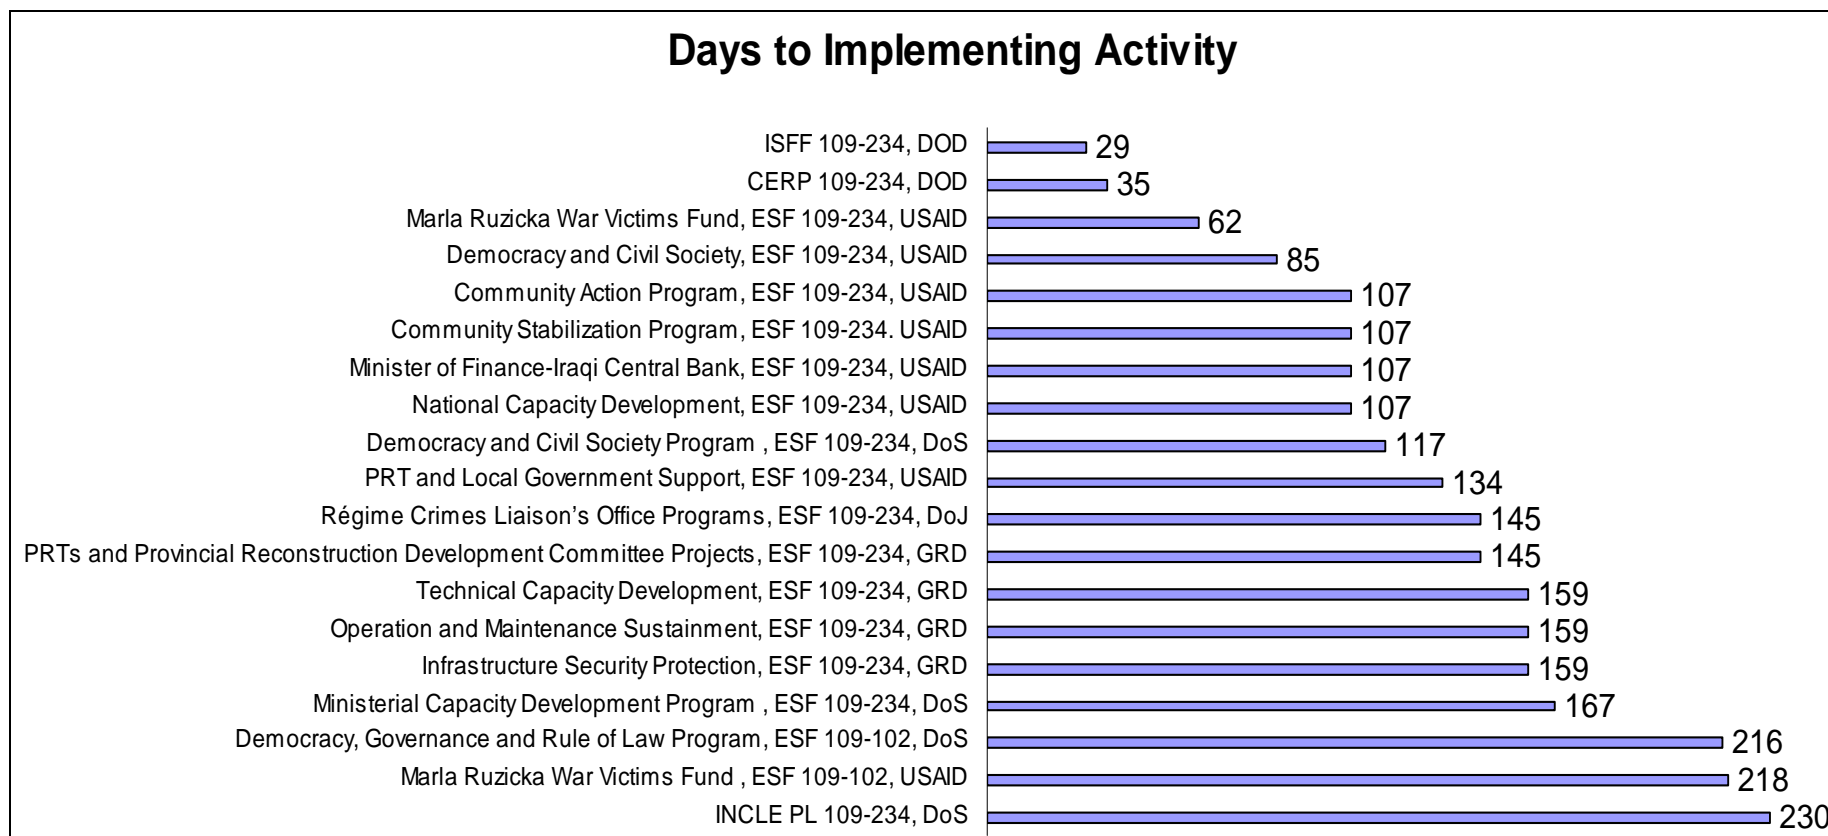 Days to Implementing Activity
ISFF 109-234, DOD 29
CERP 109-234, DOD 35
Marla Ruzicka War Victims Fund, ESF 109-234, USAID 62
Democracy and Civil Society, ESF 109-234, USAID 85
Community Action Program, ESF 109-234, USAID 107
Community Stabilization Program, ESF 109-234. USAID 107
Minister of Finance-Iraqi Central Bank, ESF 109-234, USAID 107
National Capacity Development, ESF 109-234, USAID 107
Democracy and Civil Society Program , ESF 109-234, DoS 117
PRT and Local Government Support, ESF 109-234, USAID 134
Régime Crimes Liaison’s Office Programs, ESF 109-234, DoJ 145
PRTs and Provincial Reconstruction Development Committee Projects, ESF 109-234, GRD 145
Technical Capacity Development, ESF 109-234, GRD 159
Operation and Maintenance Sustainment, ESF 109-234, GRD 159
Infrastructure Security Protection, ESF 109-234, GRD 159
Ministerial Capacity Development Program , ESF 109-234, DoS 167
Democracy, Governance and Rule of Law Program, ESF 109-102, DoS 216
Marla Ruzicka War Victims Fund , ESF 109-102, USAID 218
INCLE PL 109-234, DoS 230